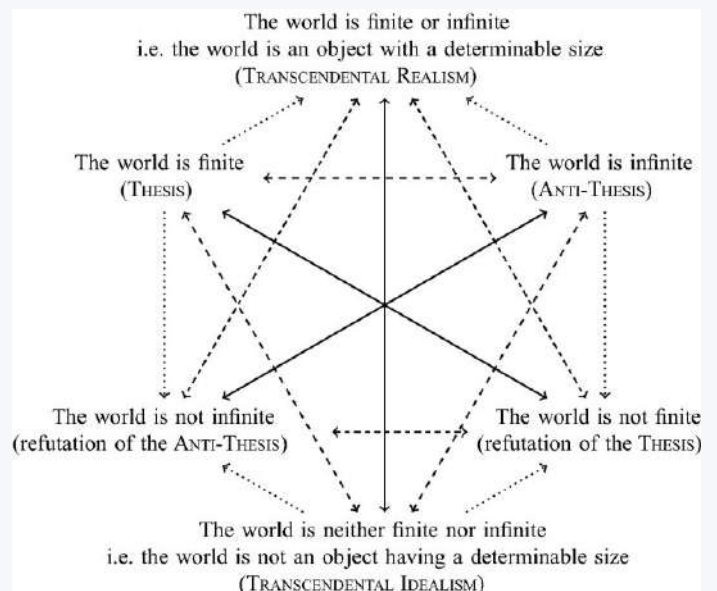 The world is finite or infinite
i.e. the world is an object with a determinable size
(TRANSCENDENTAL REALISM)
The world is finite
(THESIS)
The world is infinite
(ANTI-THESIS)
The world is not infinite
(refutation of the ANTI-THESIS)
The world is not finite
(refutation of the THESIS)
The world is neither finite nor infinite
i.e. the world is not an object having a determinable size
(TRANSCENDENTAL IDEALISM)